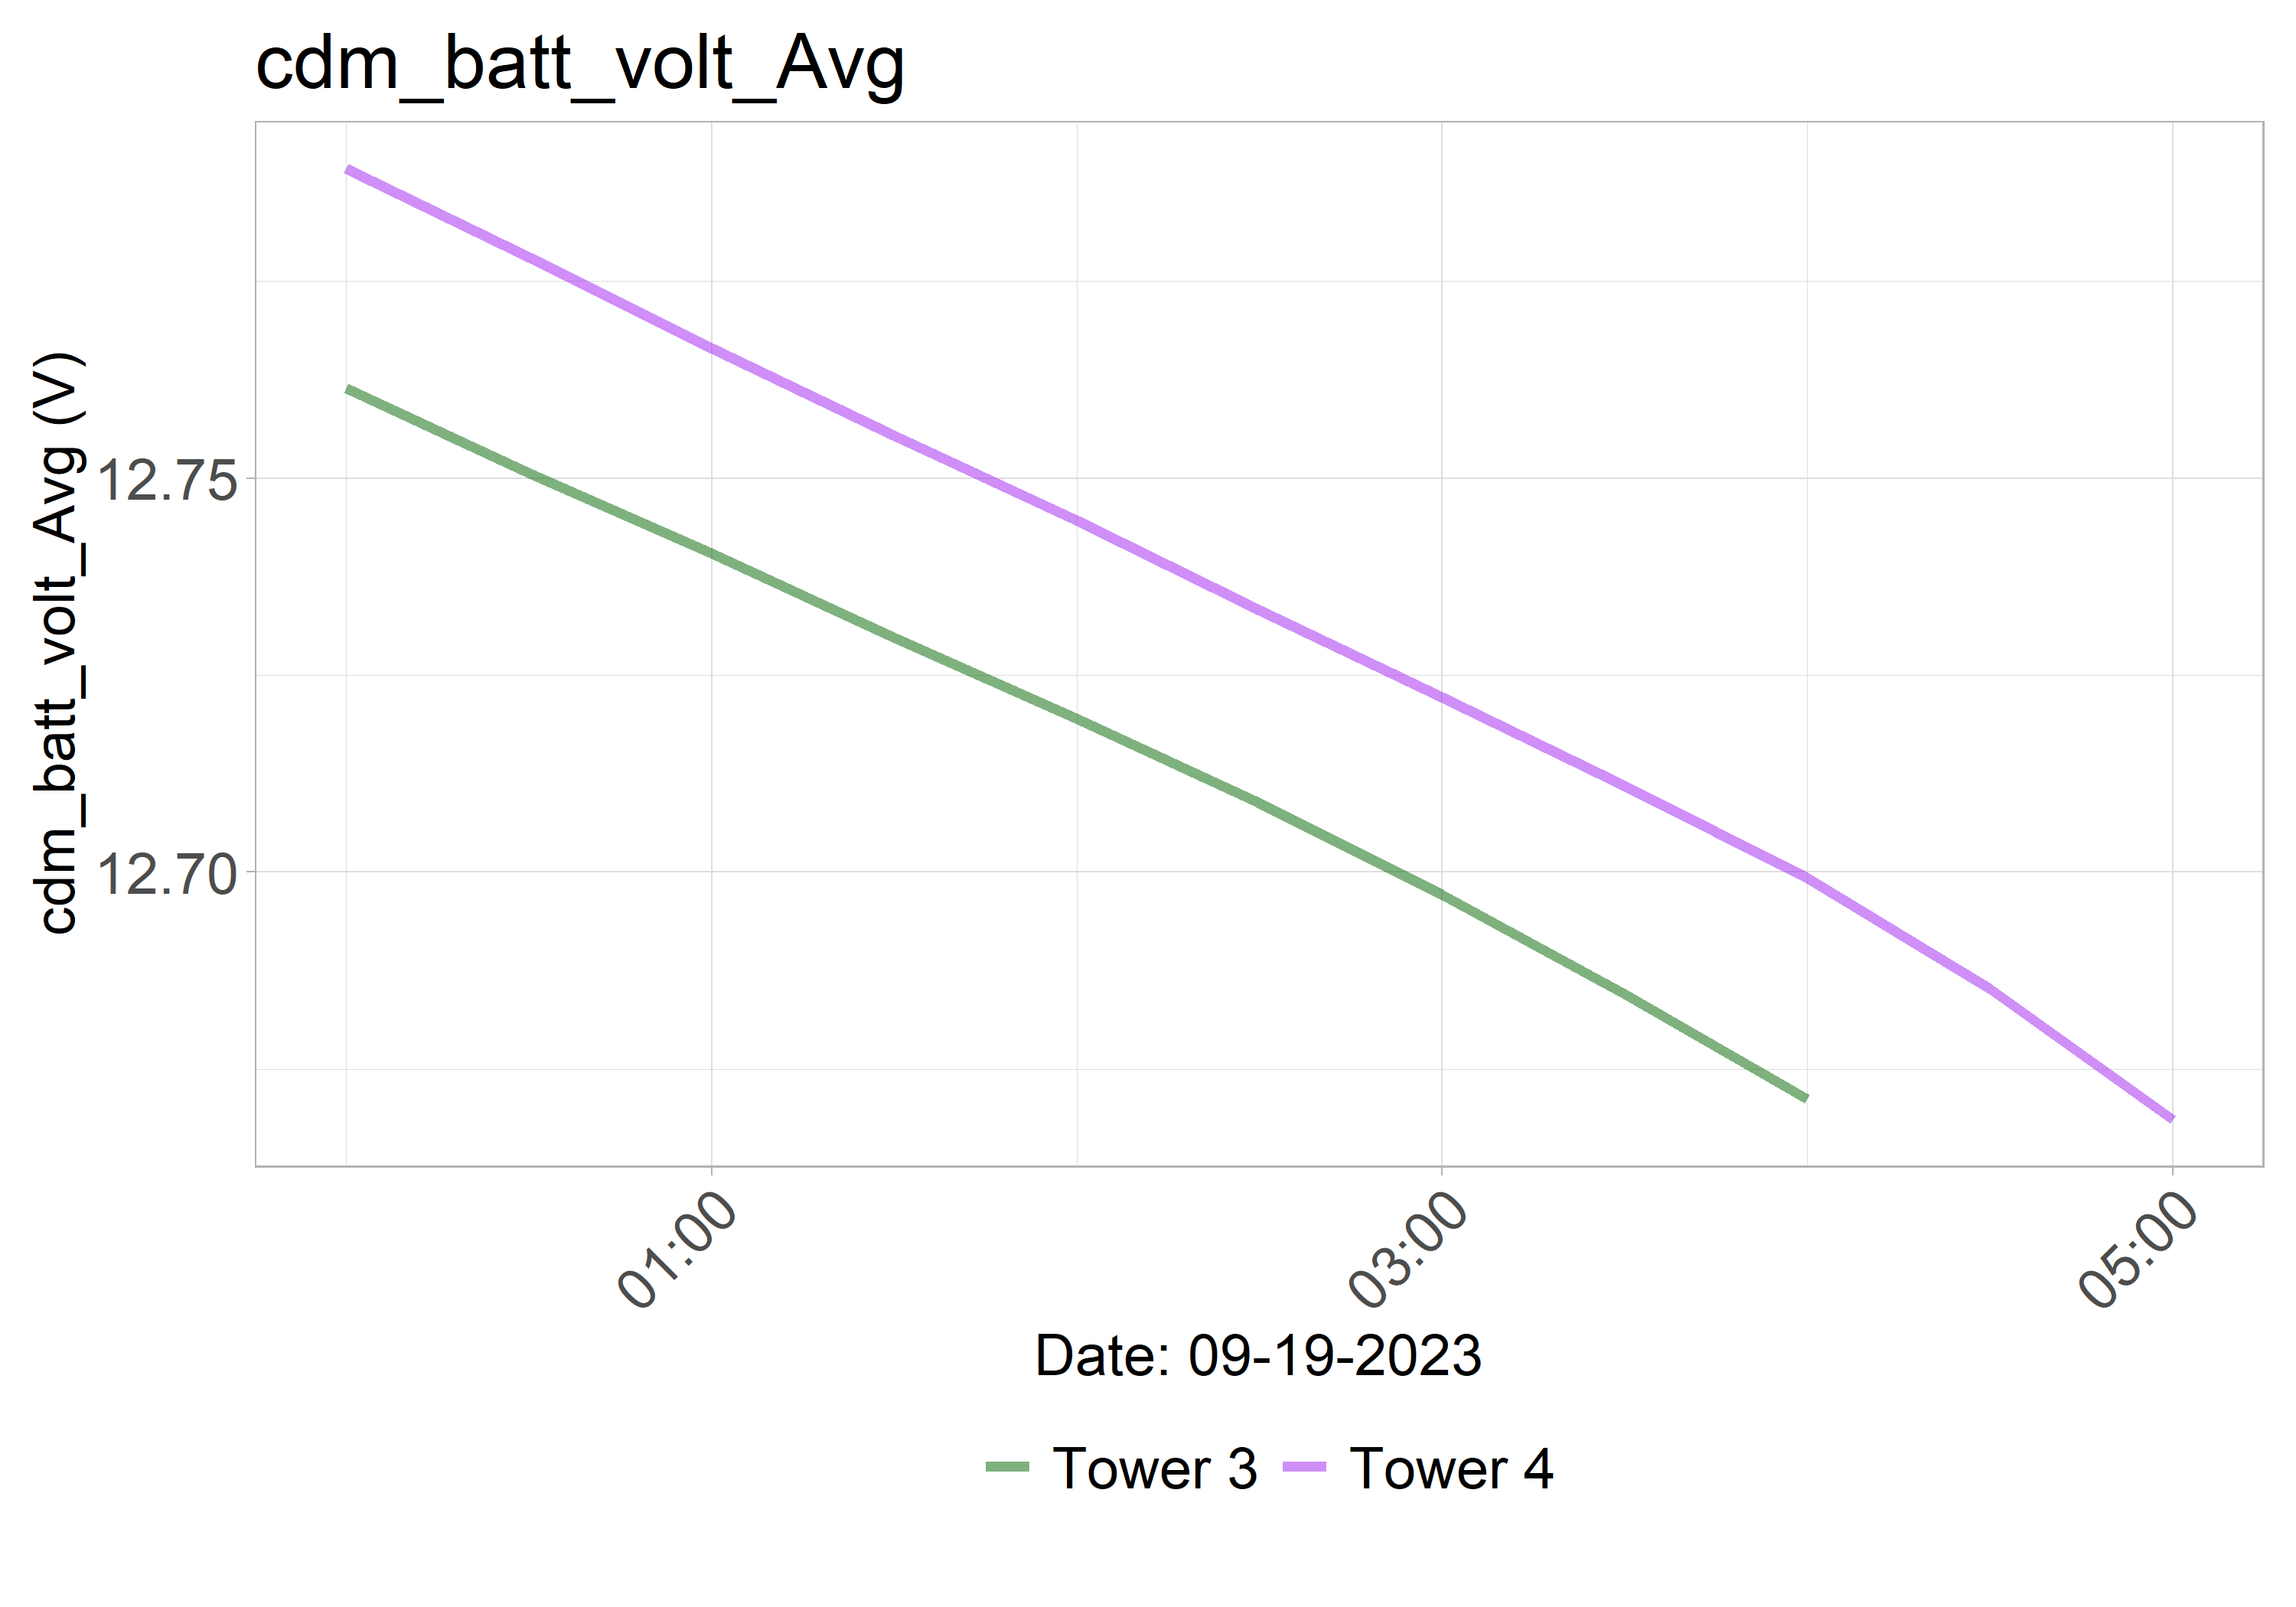 cdm_batt_volt_Avg
cdm_batt_volt_Avg (V)
12.75
12.70
01:00
03:00
05:00
Date: 09-19-2023
Tower 3
Tower 4